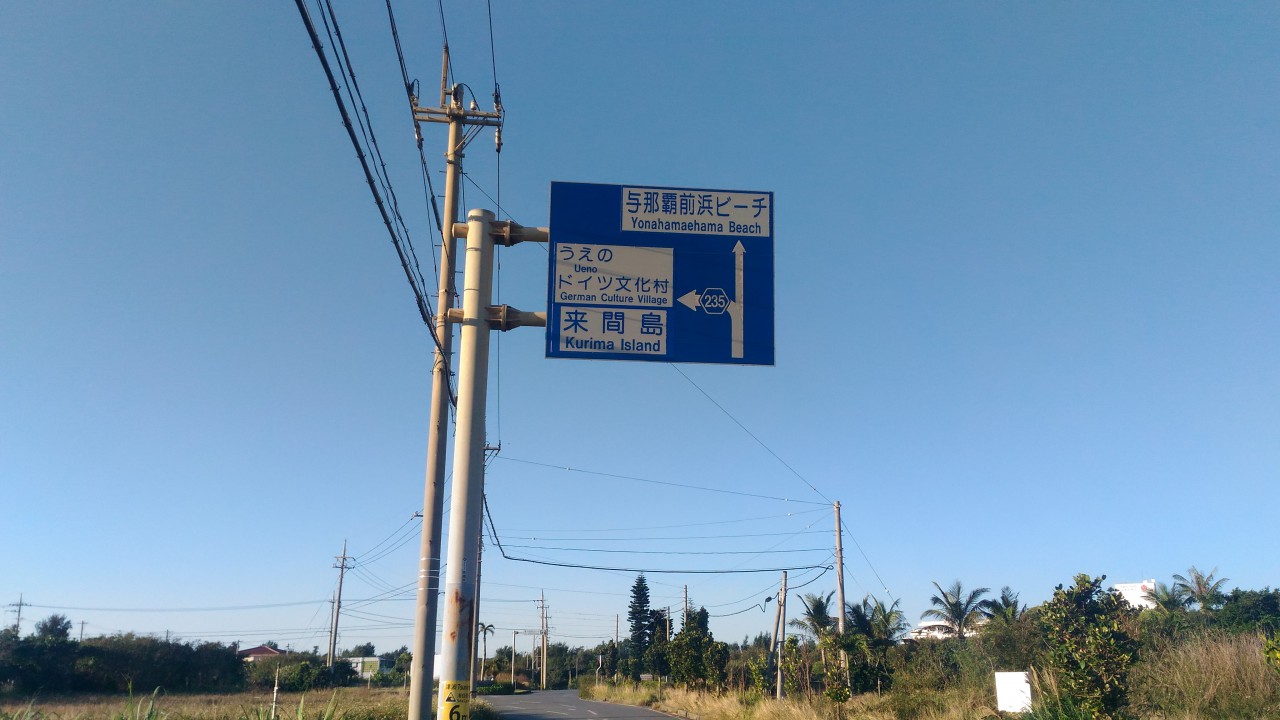 与那覇前浜ビーチ
Yonahamaehama Beach
うえの
Ueno
ドイツ文化村
German Culture Village
235
来間島
Kurima Island